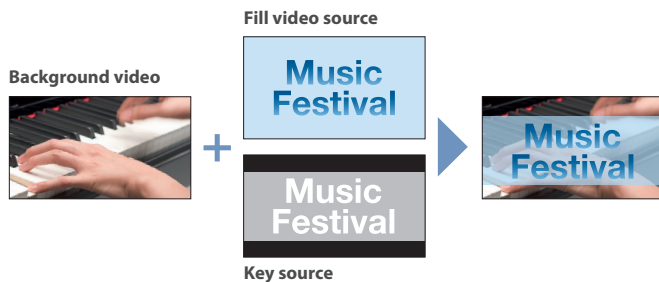 Fill video source
Background video
Music
Festival
Music
Festival
Key source
Music
Festival